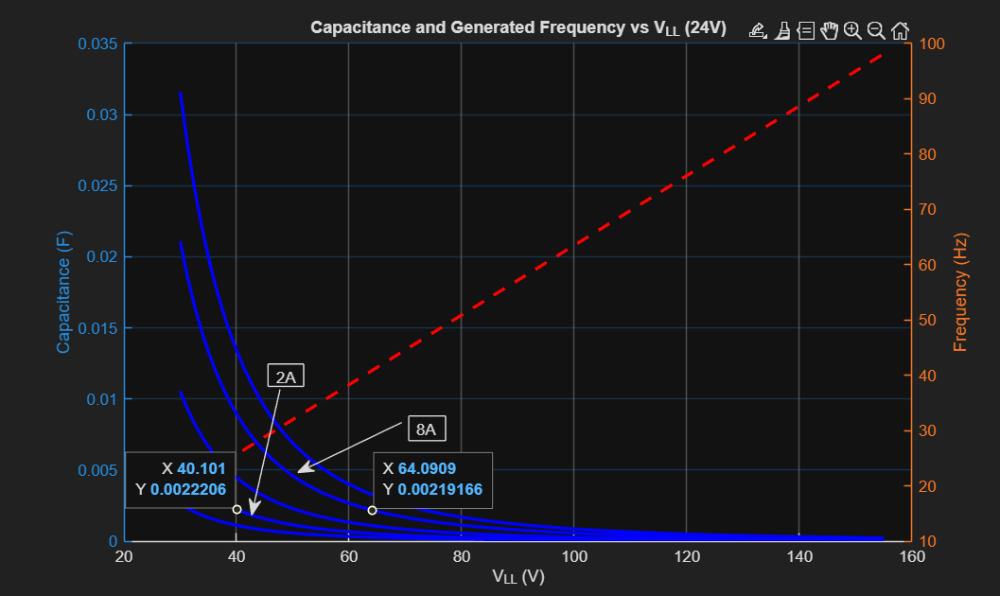 Capacitance and Generated Frequency vs V_LL (24V)
0.035
0.03
0.025
0.02
0.015
0.01
0.005
0
Capacitance (F)
100
90
80
70
60
50
40
30
20
10
Frequency (Hz)
2A
8A
X 40.101
Y 0.0022206
X 64.0909
Y 0.00219166
20 40 60 80 100 120 140 160
V_LL (V)